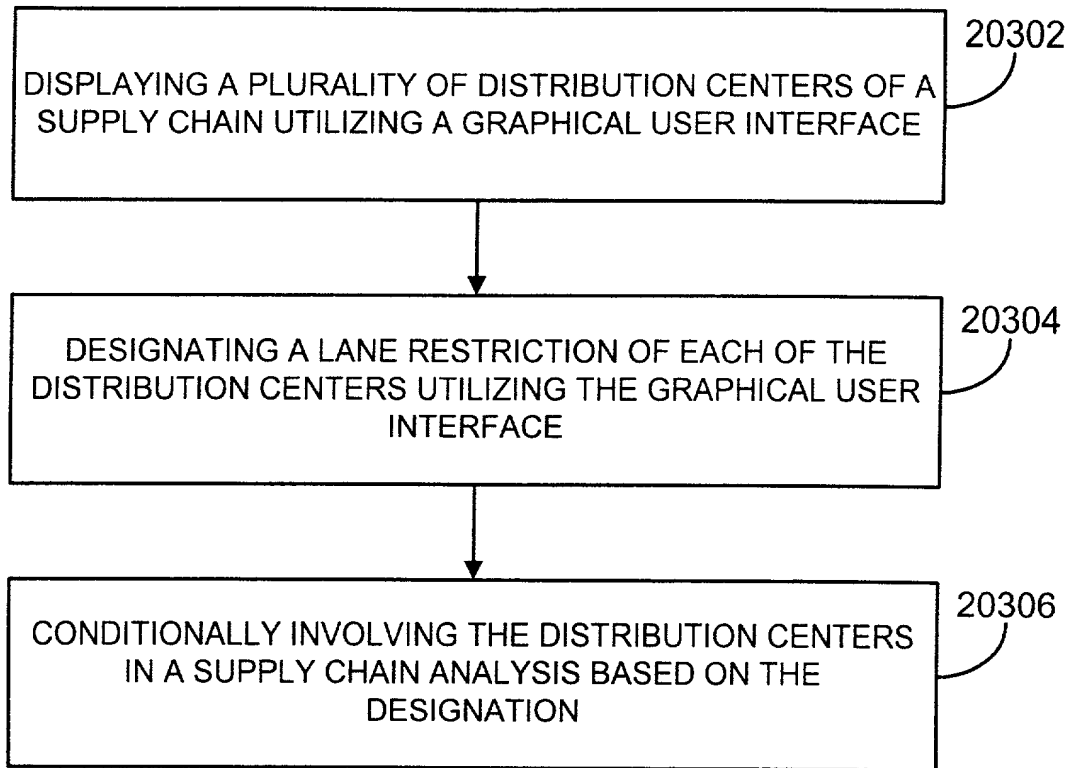 20302
DISPLAYING A PLURALITY OF DISTRIBUTION CENTERS OF A
SUPPLY CHAIN UTILIZING A GRAPHICAL USER INTERFACE
20304
DESIGNATING A LANE RESTRICTION OF EACH OF THE
DISTRIBUTION CENTERS UTILIZING THE GRAPHICAL USER
INTERFACE
20306
CONDITIONALLY INVOLVING THE DISTRIBUTION CENTERS
IN A SUPPLY CHAIN ANALYSIS BASED ON THE
DESIGNATION